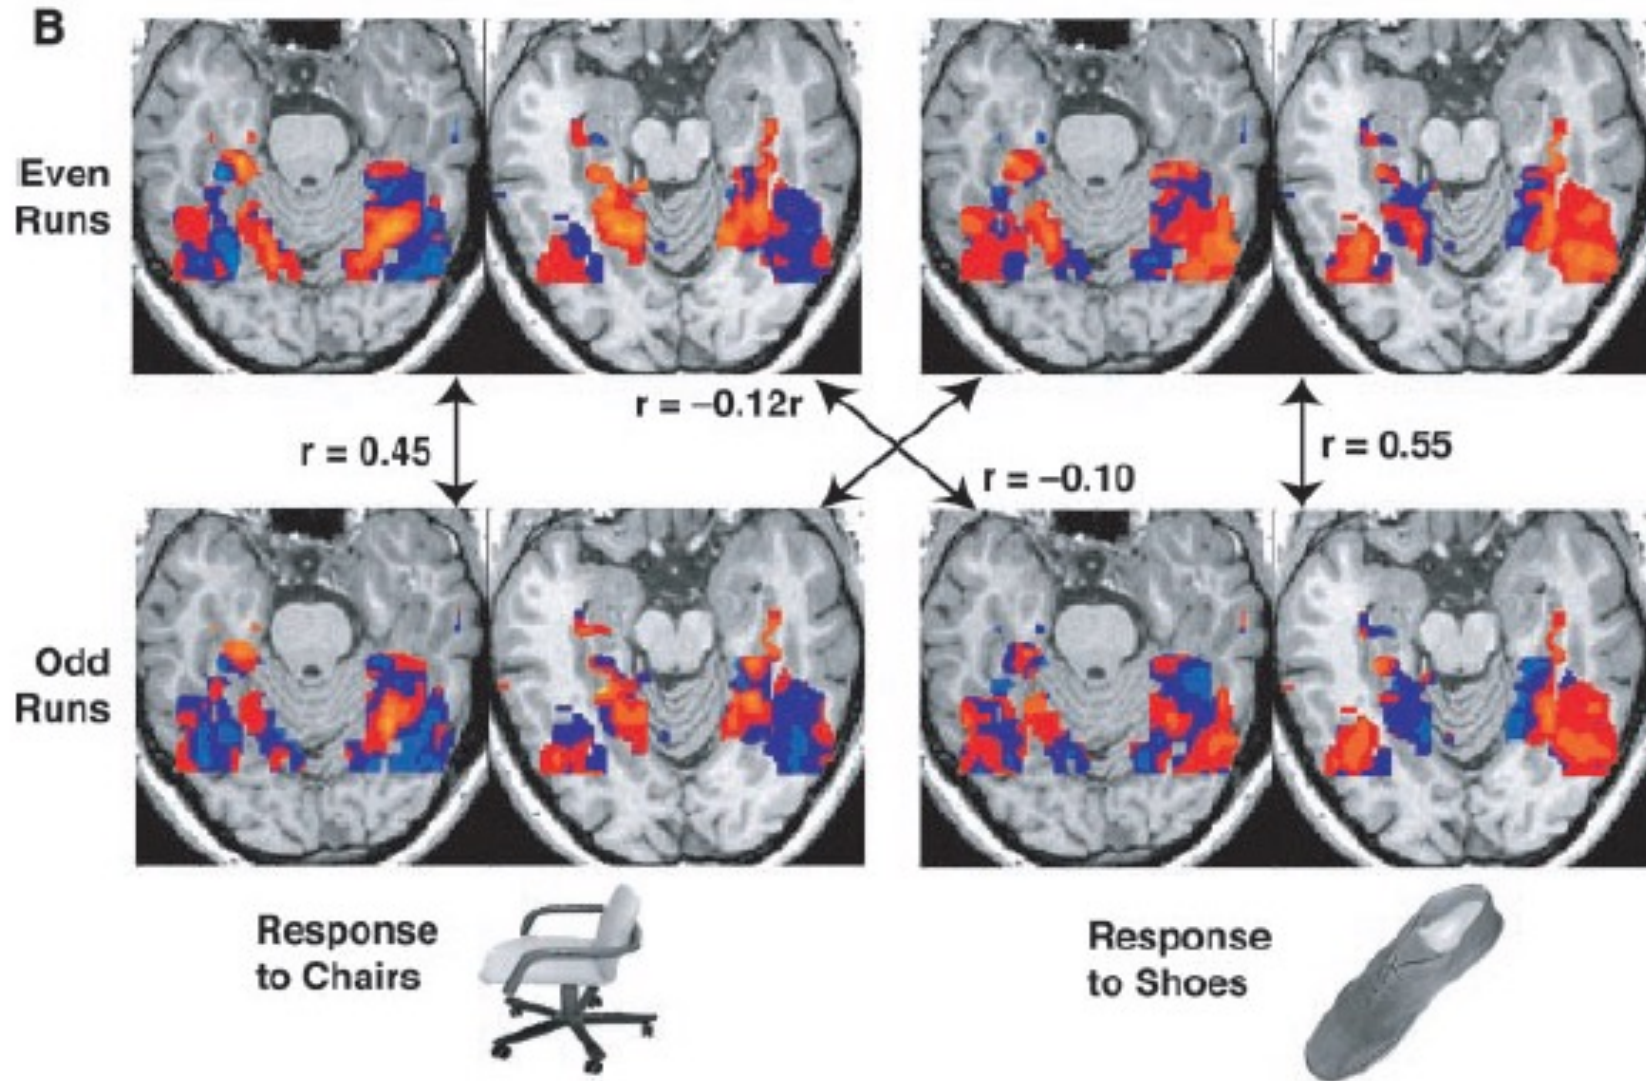 B
Even
Runs
r = −0.12r
r = 0.45
r = 0.55
r = −0.10
Odd
Runs
Response
to Chairs
Response
to Shoes